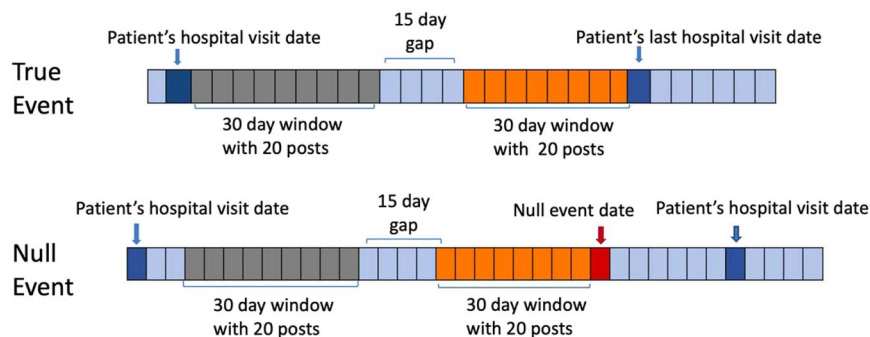 15 day
gap
Patient's hospital visit date
Patient's last hospital visit date
True
Event
30 day window
with 20 posts
30 day window
with 20 posts
15 day
gap
Patient's hospital visit date
Null event date
Patient's hospital visit date
Null
Event
30 day window
with 20 posts
30 day window
with 20 posts